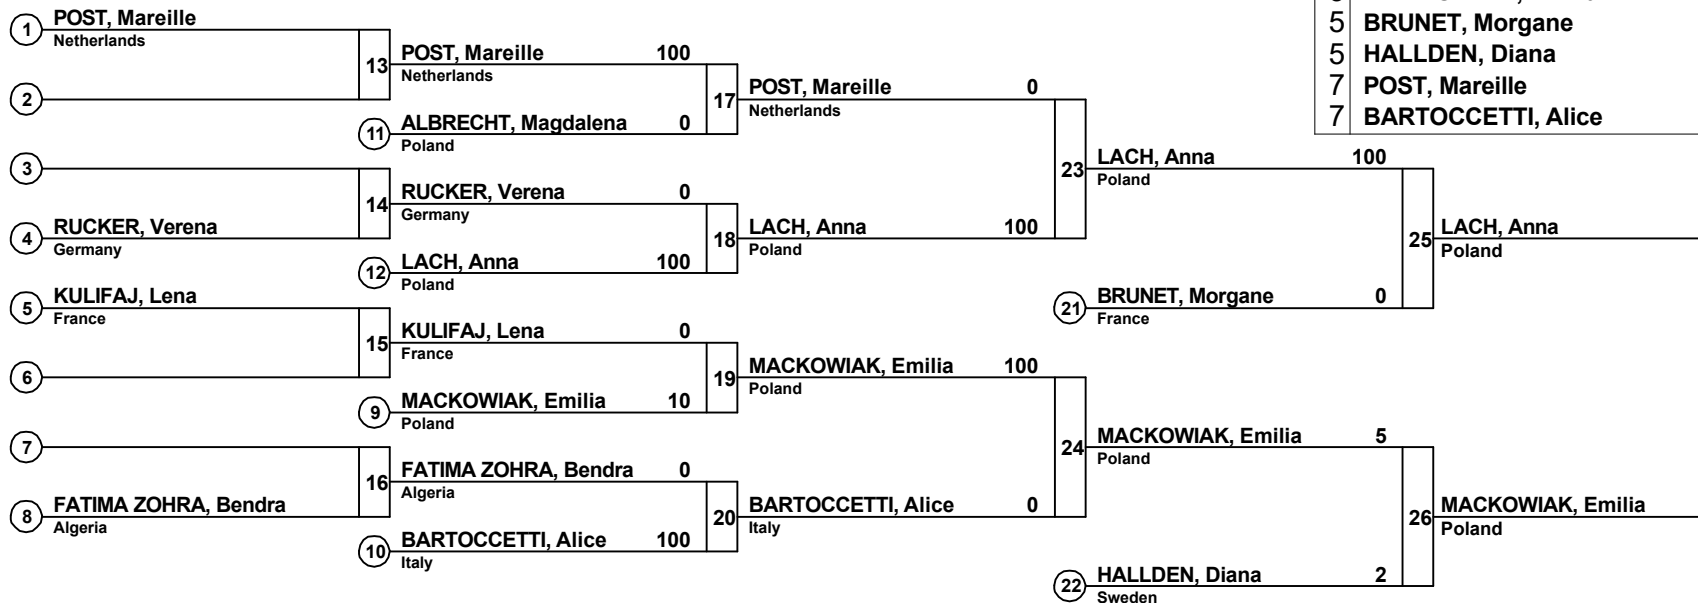 1 POST, Mareille
Netherlands
2
3
4 RUCKER, Verena
Germany
5 KULIFAJ, Lena
France
6
7
8 FATIMA ZOHRA, Bendra
Algeria
13 POST, Mareille 100
Netherlands
11 ALBRECHT, Magdalena 0
Poland
14 RUCKER, Verena 0
Germany
12 LACH, Anna 100
Poland
15 KULIFAJ, Lena 0
France
9 MACKOWIAK, Emilia 10
Poland
16 FATIMA ZOHRA, Bendra 0
Algeria
10 BARTOCCETTI, Alice 100
Italy
17 POST, Mareille 0
Netherlands
18 LACH, Anna 100
Poland
19 MACKOWIAK, Emilia 100
Poland
20 BARTOCCETTI, Alice 0
Italy
23 LACH, Anna 100
Poland
21 BRUNET, Morgane 0
France
24 MACKOWIAK, Emilia 5
Poland
22 HALLDEN, Diana 2
Sweden
25 LACH, Anna
Poland
26 MACKOWIAK, Emilia
Poland
5 BRUNET, Morgane
5 HALLDEN, Diana
7 POST, Mareille
7 BARTOCCETTI, Alice